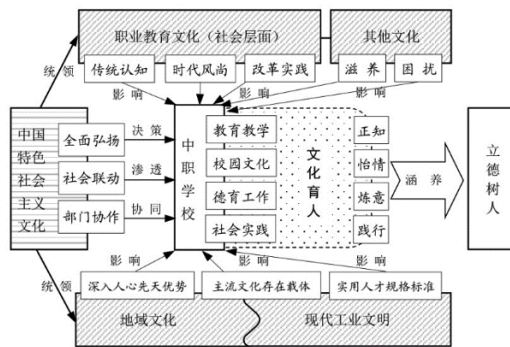 职业教育文化（社会层面）
其他文化
统领
传统认知
时代风尚
改革实践
滋 养
困 扰
影 响
影 响
中国特色社会主义文化
全面弘扬
决 策
社会联动
渗 透
部门协作
协 同
中职学校
教育教学
校园文化
德育工作
社会实践
文化育人
正知
怡情
炼意
践行
涵 养
立德树人
影 响
影 响
影 响
统领
深入人心先天优势
主流文化存在载体
实用人才规格标准
地域文化
现代工业文明